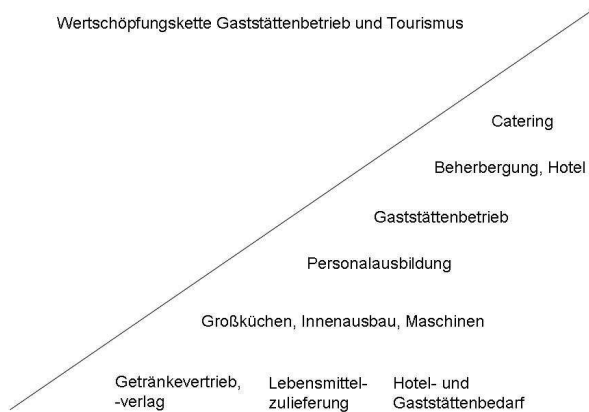 Wertschöpfungskette Gaststättenbetrieb und Tourismus
Catering
Beherbergung, Hotel
Gaststättenbetrieb
Personalausbildung
Großküchen, Innenausbau, Maschinen
Getränkevertrieb,
-verlag
Lebensmittel-
zulieferung
Hotel- und
Gaststättenbedarf